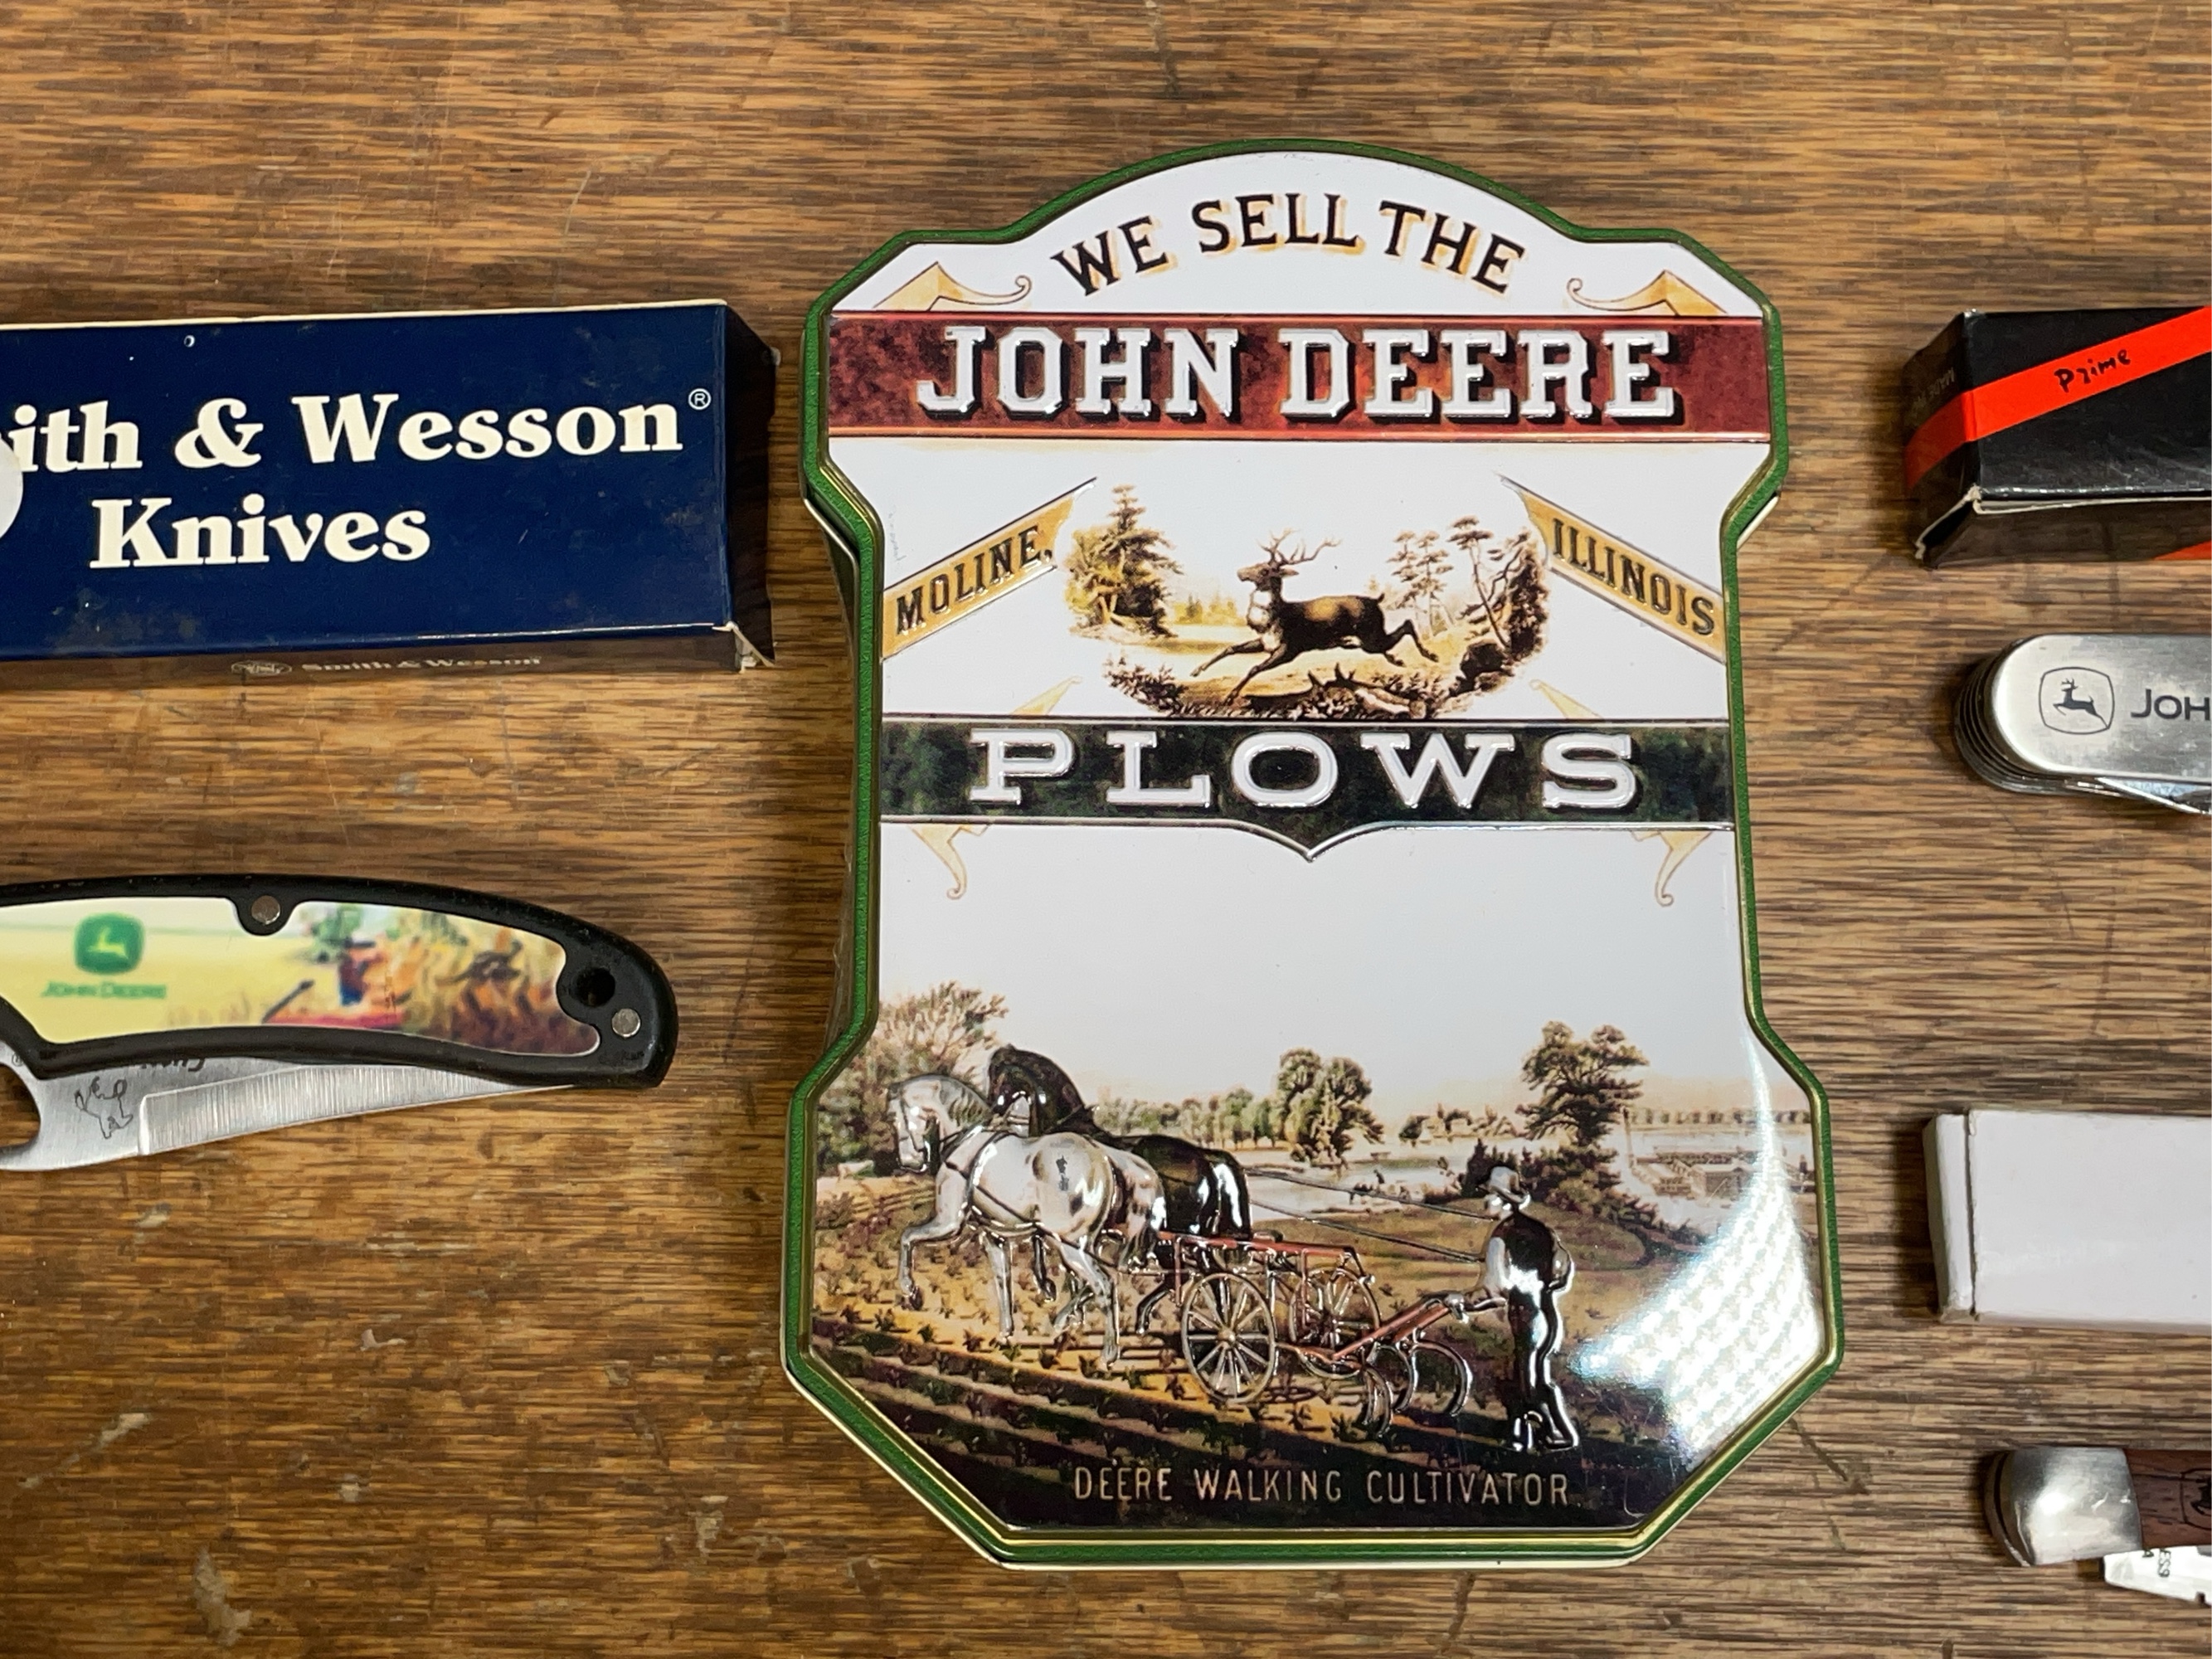 WE SELL THE
JOHN DEERE
MOLINE,
ILLINOIS
PLOWS
DEERE WALKING CULTIVATOR.
ith & Wesson®
Knives
Smith & Wesson
JOHN DEERE
Prime
JOH